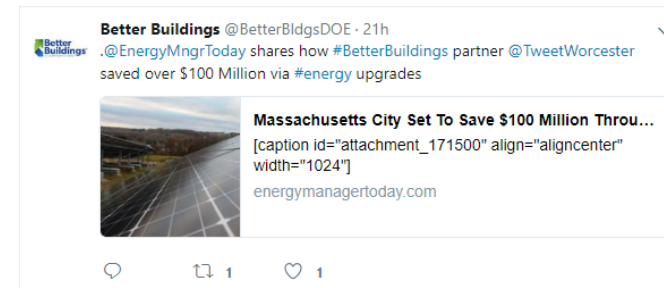 Better Buildings
Better Buildings @BetterBldgsDOE · 21h
.@EnergyMngrToday shares how #BetterBuildings partner @TweetWorcester
saved over $100 Million via #energy upgrades
Massachusetts City Set To Save $100 Million Throu...
[caption id="attachment_171500" align="aligncenter"
width="1024"]
energymanagertoday.com
1 1